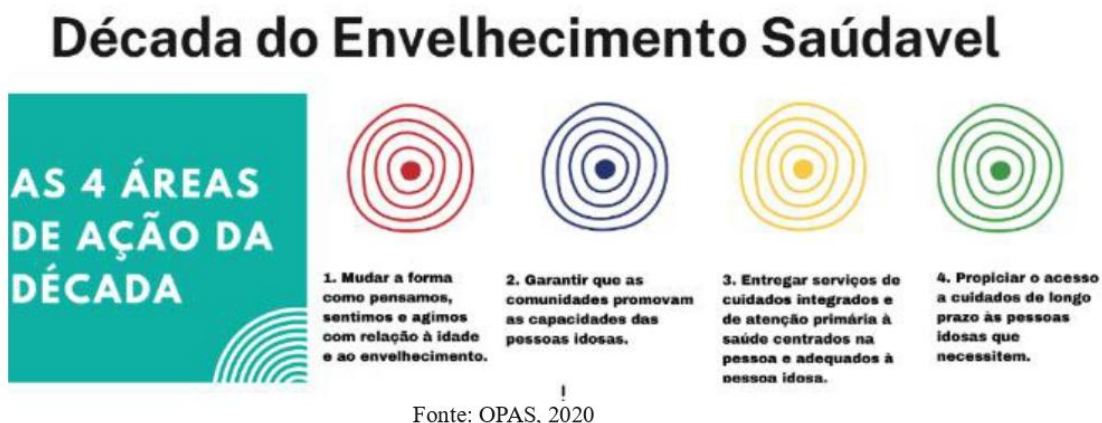 Década do Envelhecimento Saúdavel
AS 4 ÁREAS
DE AÇÃO DA
DÉCADA
1. Mudar a forma
como pensamos,
sentimos e agimos
com relação à idade
e ao envelhecimento.
2. Garantir que as
comunidades promovam
as capacidades das
pessoas idosas.
3. Entregar serviços de
cuidados integrados e
de atenção primária à
saúde centrados na
pessoa e adequados à
pessoa idosa.
4. Propiciar o acesso
a cuidados de longo
prazo às pessoas
idosas que
necessitem.
!
Fonte: OPAS, 2020